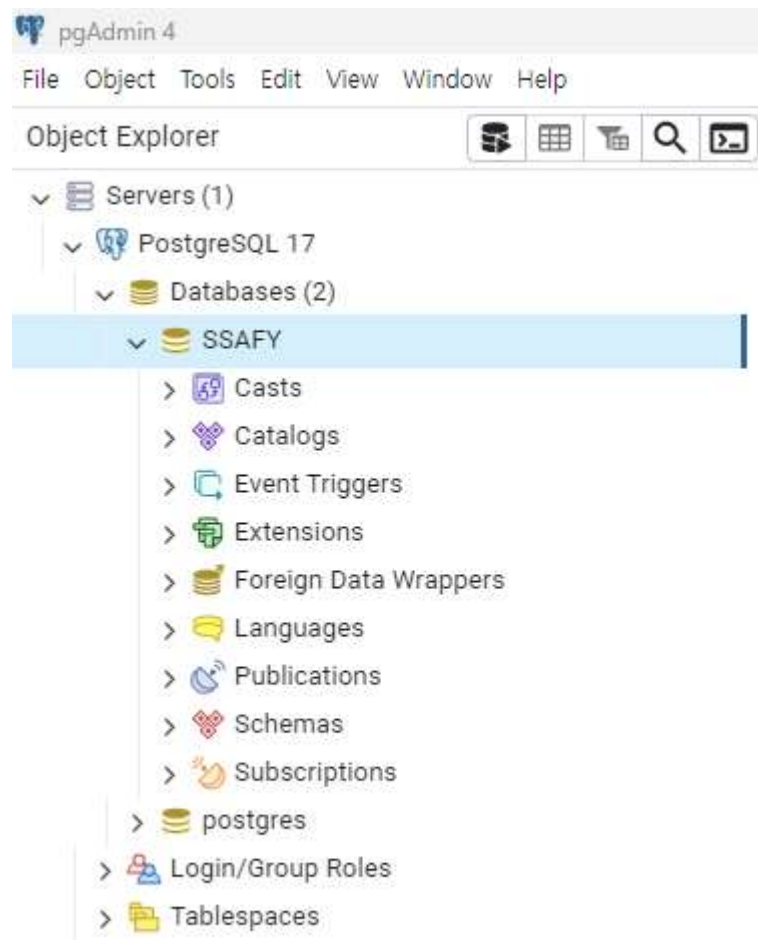 pgAdmin 4
File Object Tools Edit View Window Help
Object Explorer
Servers (1)
PostgreSQL 17
Databases (2)
SSAFY
Casts
Catalogs
Event Triggers
Extensions
Foreign Data Wrappers
Languages
Publications
Schemas
Subscriptions
postgres
Login/Group Roles
Tablespaces